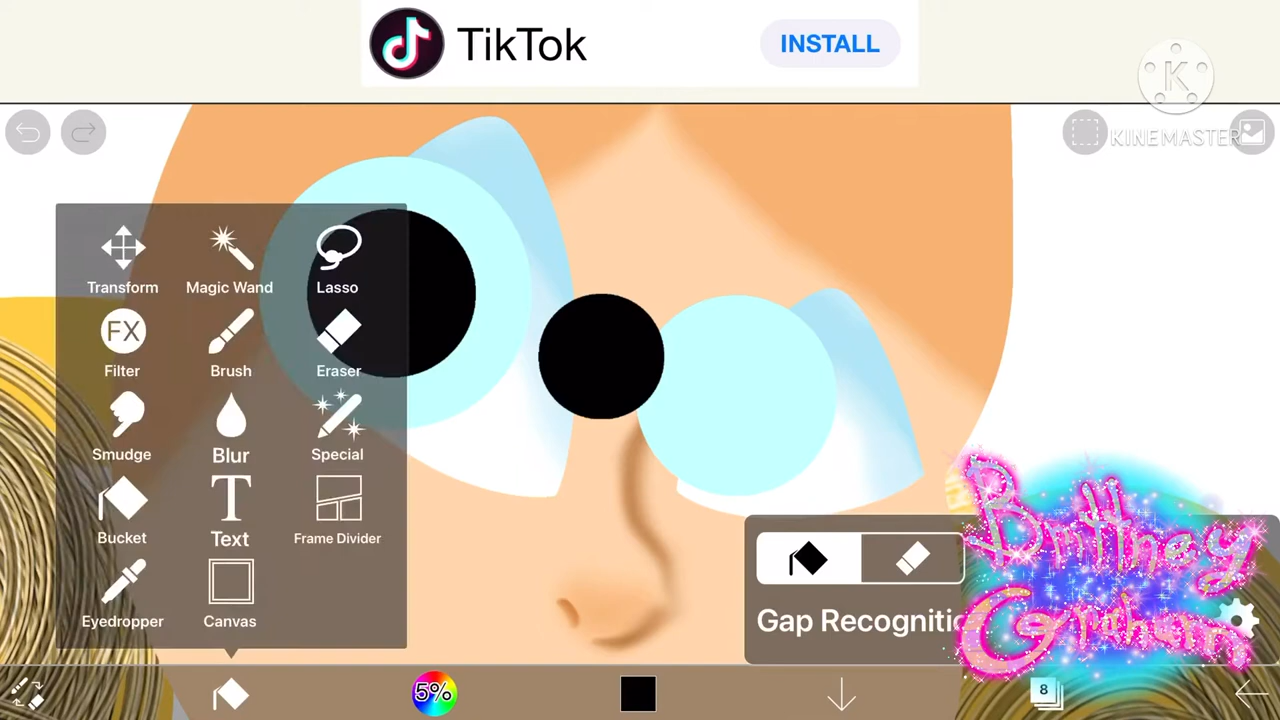 TikTok
INSTALL
K
KINEMASTER
Transform
Magic Wand
Lasso
FX
Filter
Brush
Eraser
Smudge
Blur
Special
T
Bucket
Text
Frame Divider
Eyedropper
Canvas
Gap Recognitio
Brittney
Graham
5%
8